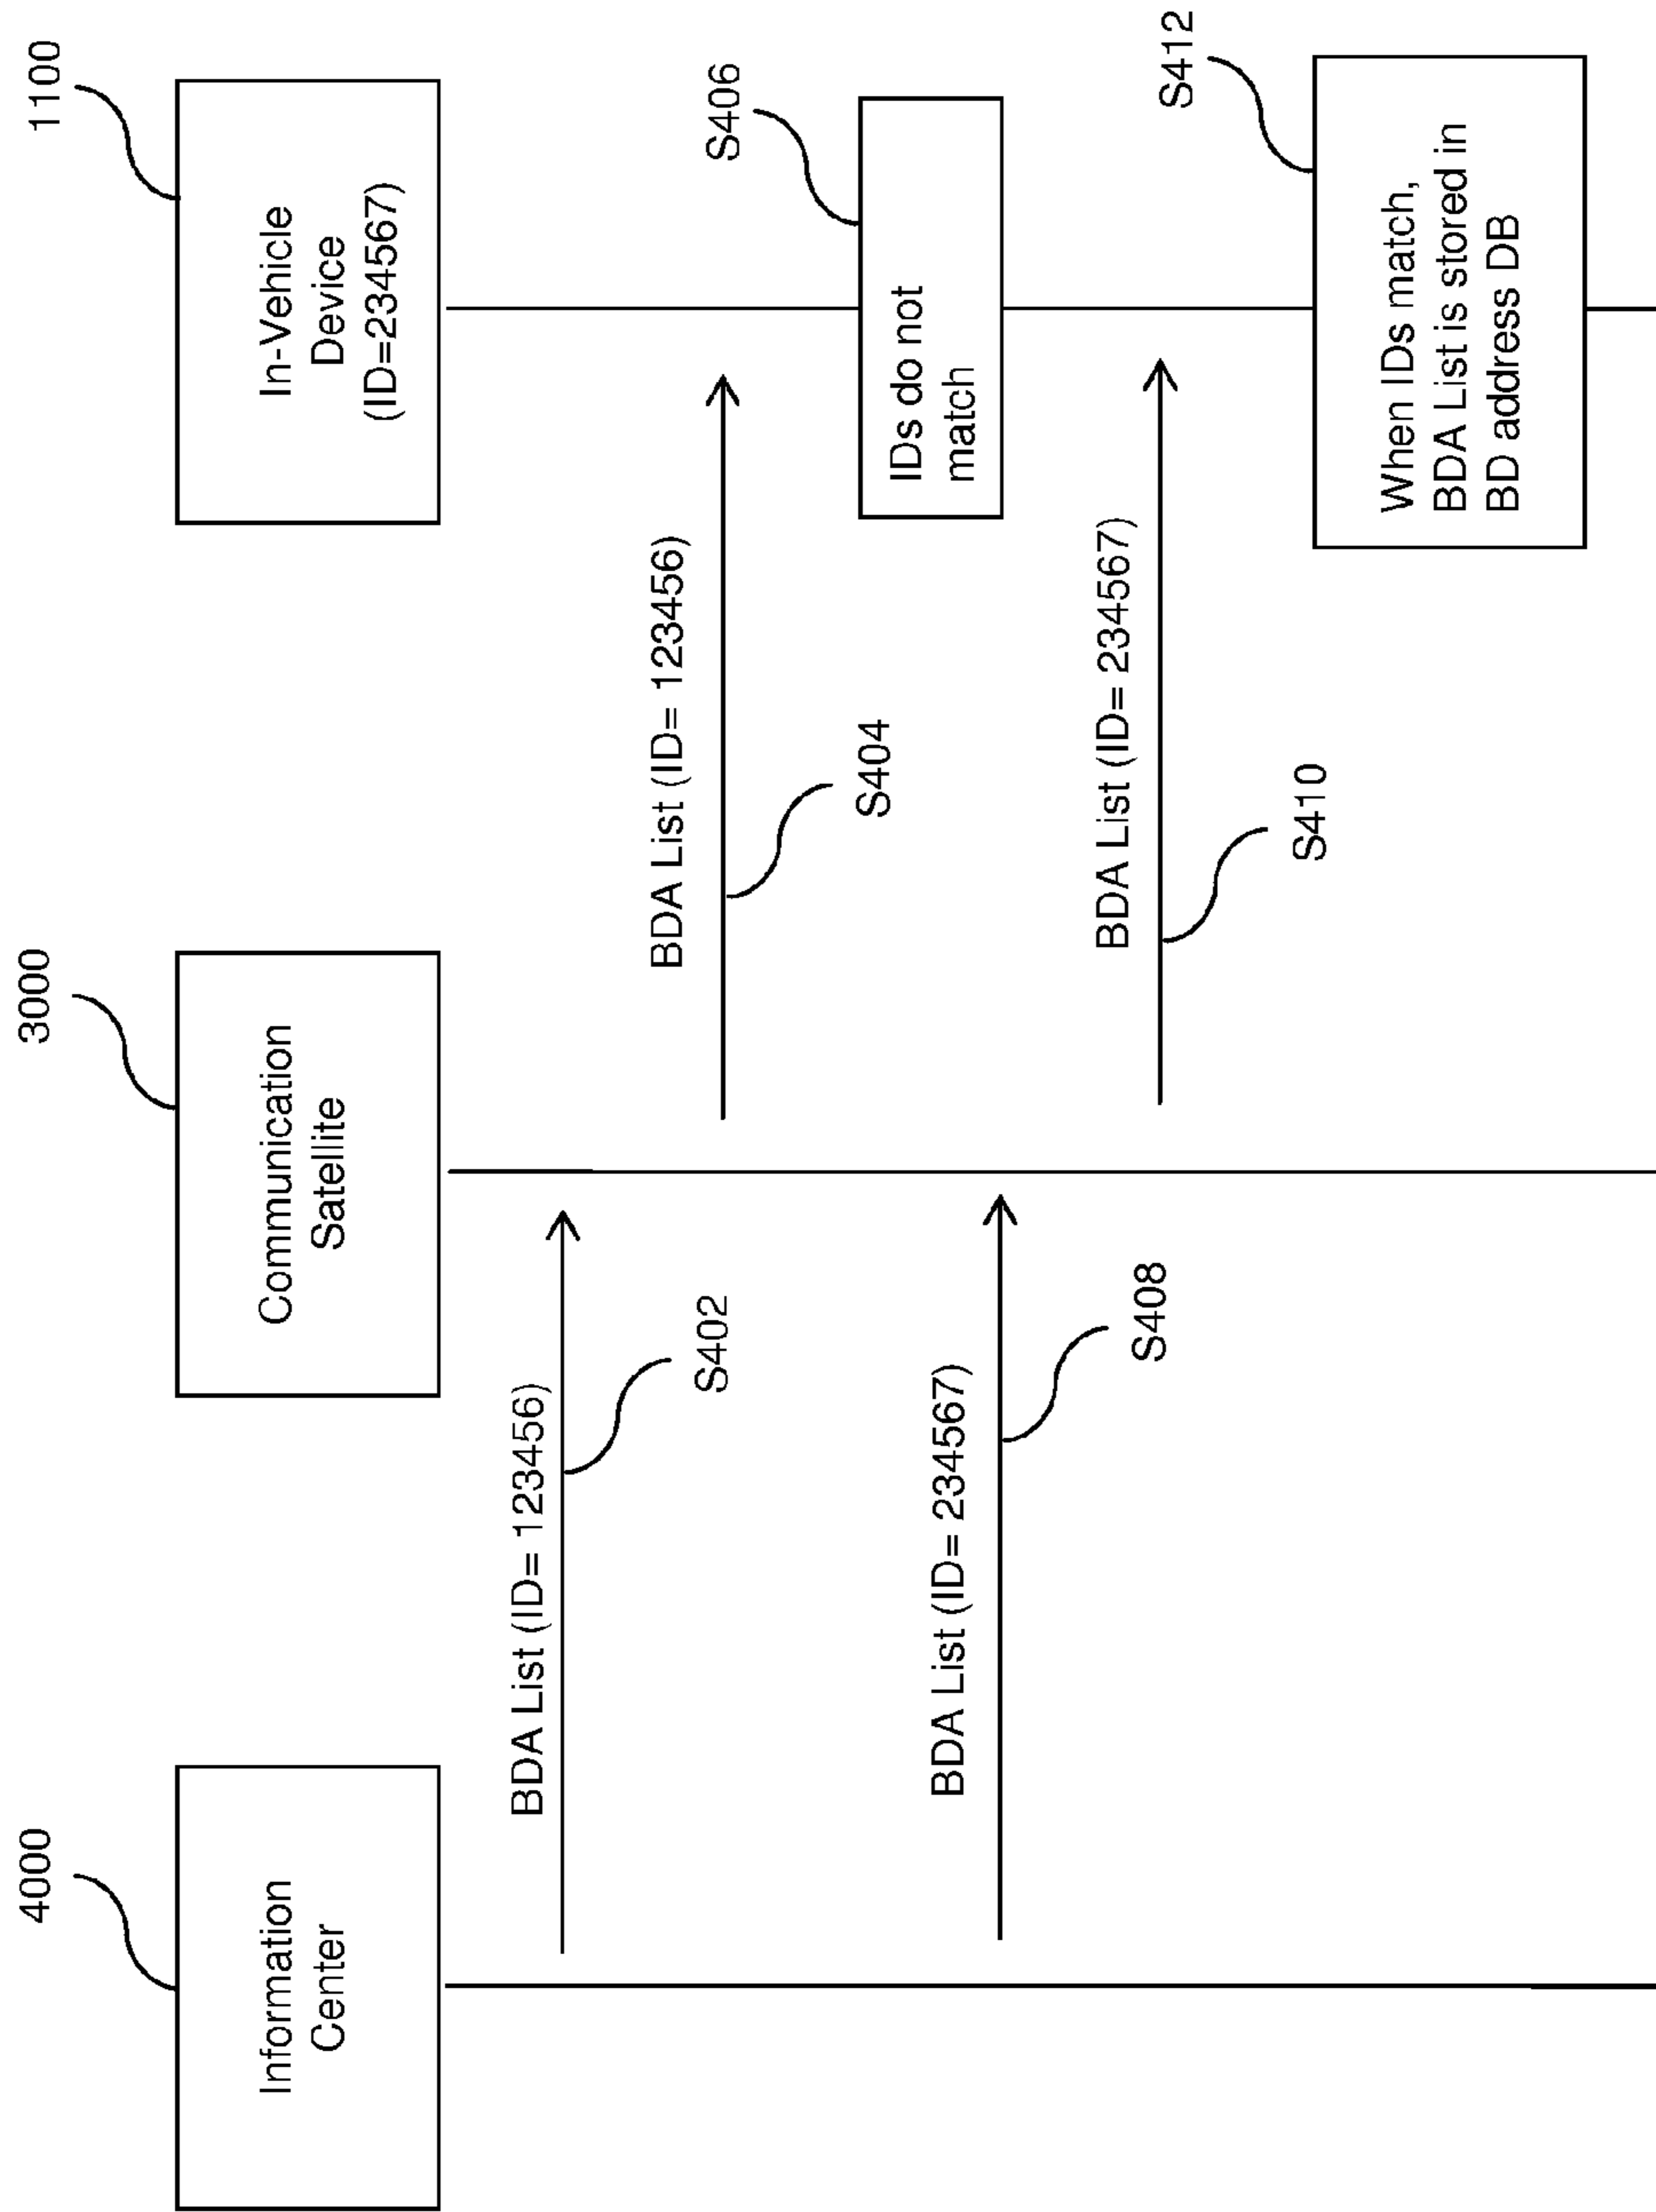 4000
3000
1100
Information
Center
Communication
Satellite
In-Vehicle
Device
(ID=234567)
BDA List (ID= 123456)
S402
BDA List (ID= 123456)
S404
S406
IDs do not
match
BDA List (ID= 234567)
S408
BDA List (ID= 234567)
S410
S412
When IDs match,
BDA List is stored in
BD address DB